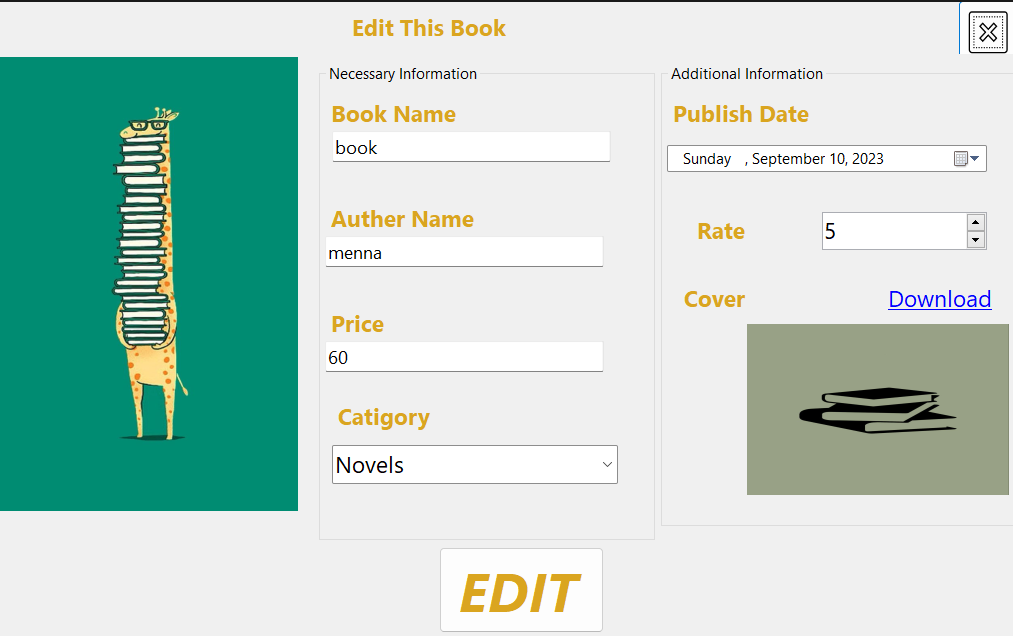 Edit This Book
Necessary Information
Book Name
book
Auther Name
menna
Price
60
Catigory
Novels
Additional Information
Publish Date
Sunday , September 10, 2023
Rate
5
Cover
Download
EDIT